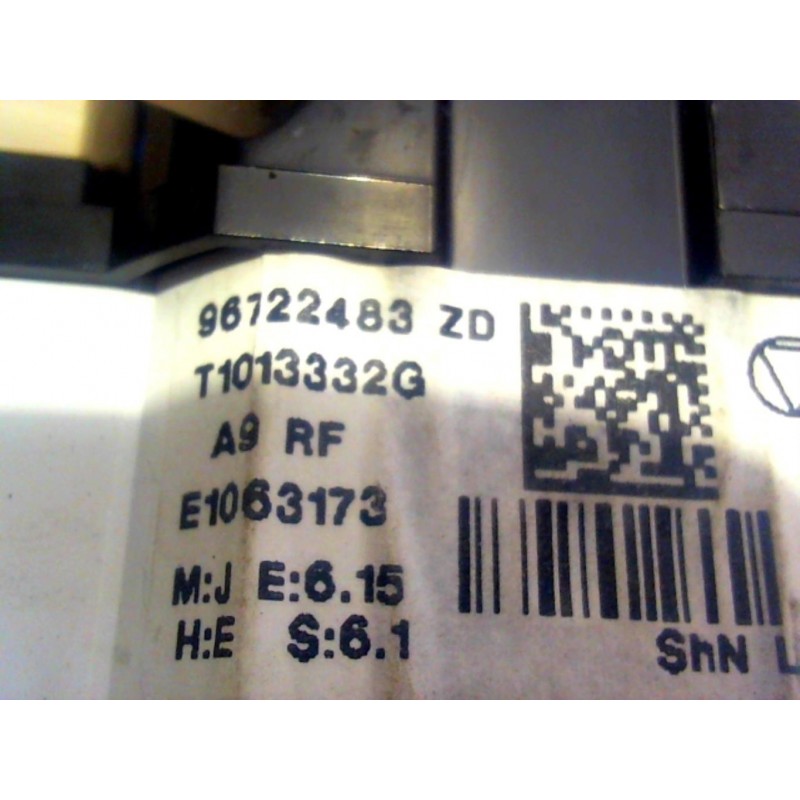 96722483 ZD
T1013332G
A9 RF
E1063173
M:J E:6.15
H:E S:6.1
ShN L